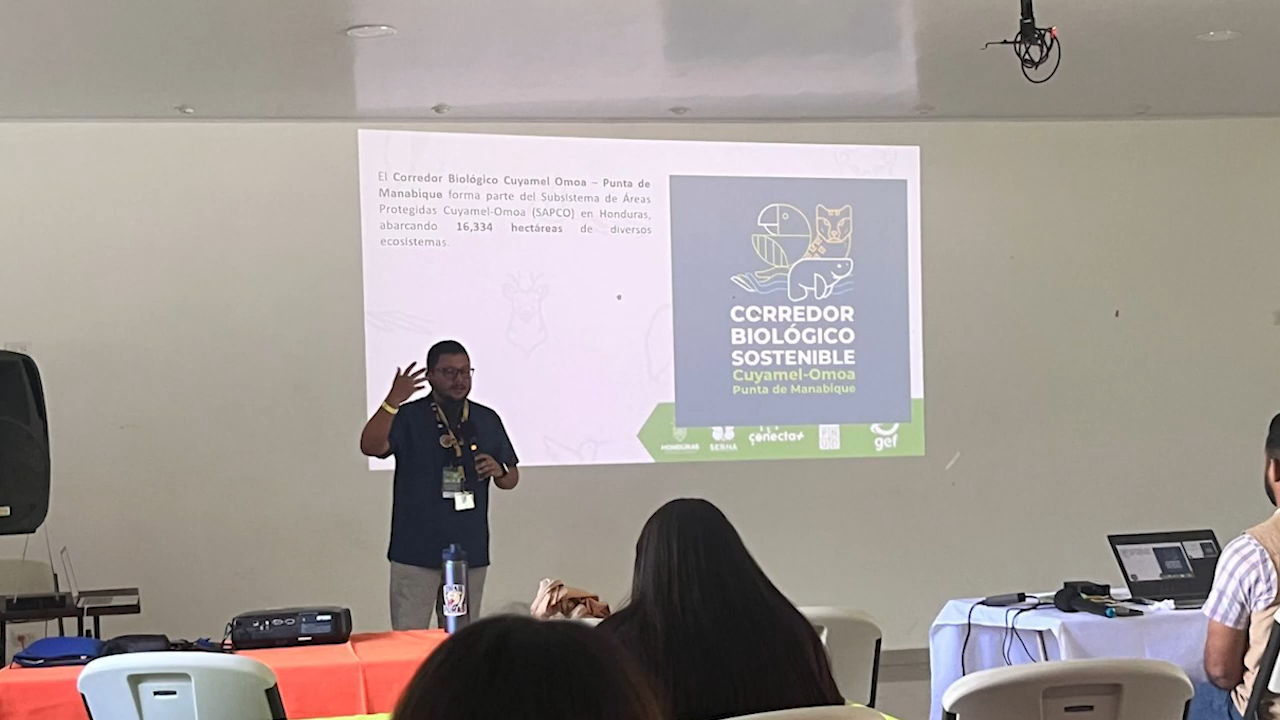 El Corredor Biológico Cuyamel Omoa – Punta de
Manabique forma parte del Subsistema de Áreas
Protegidas Cuyamel-Omoa (SAPCO) en Honduras,
abarcando 16,334 hectáreas de diversos
ecosistemas.
CORREDOR
BIOLÓGICO
SOSTENIBLE
Cuyamel-Omoa
Punta de Manabique
HONDURAS
SERNA
conecta+
gef